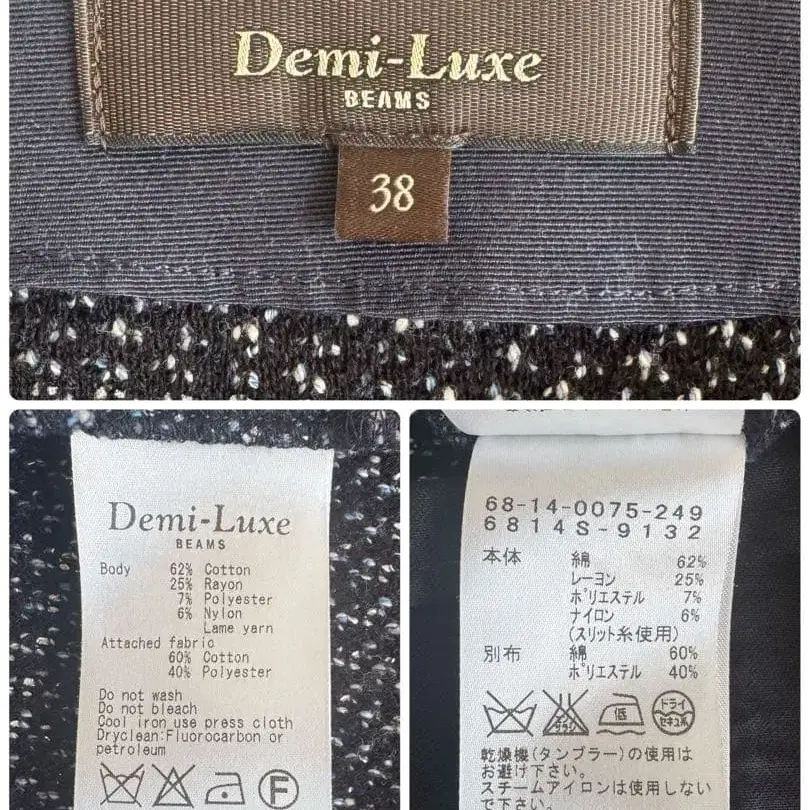 Demi-Luxe
BEAMS
38
Demi-Luxe
BEAMS
Body 62% Cotton
25% Rayon
7% Polyester
6% Nylon
Lame yarn
Attached fabric
60% Cotton
40% Polyester
Do not wash
Do not bleach
Cool iron use press cloth
Dryclean:Fluorocarbon or
petroleum
F
68-14-0075-249
6814S-9132
本体 綿 62%
レーヨン 25%
ポリエステル 7%
ナイロン 6%
(スリット糸使用)
別布 綿 60%
ポリエステル 40%
低 ドライ
セキユ系
乾燥機(タンブラー)の使用は
お避け下さい。
スチームアイロンは使用しない
で下さい。